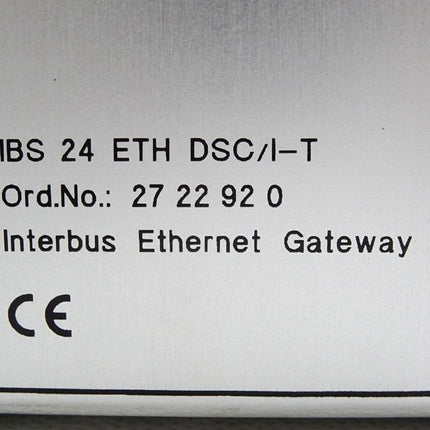 IBS 24 ETH DSC/I-T
Ord.No.: 27 22 92 0
Interbus Ethernet Gateway
CE